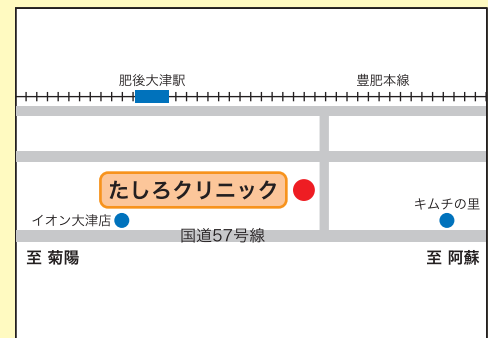 肥後大津駅
豊肥本線
たしろクリニック
キムチの里
イオン大津店
国道57号線
至 菊陽
至 阿蘇